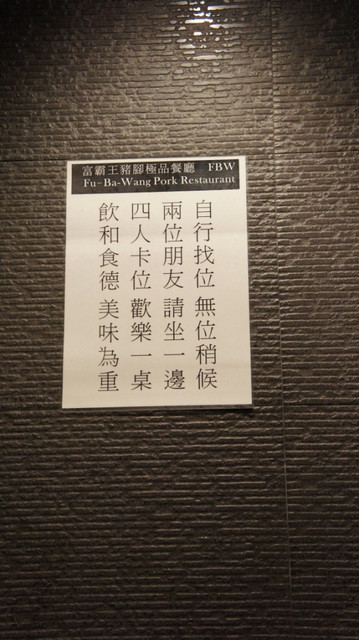 富霸王豬腳極品餐廳 FBW
Fu-Ba-Wang Pork Restaurant
自行找位 無位稍候
兩位朋友 請坐一邊
四人卡位 歡樂一桌
飲和食德 美味為重